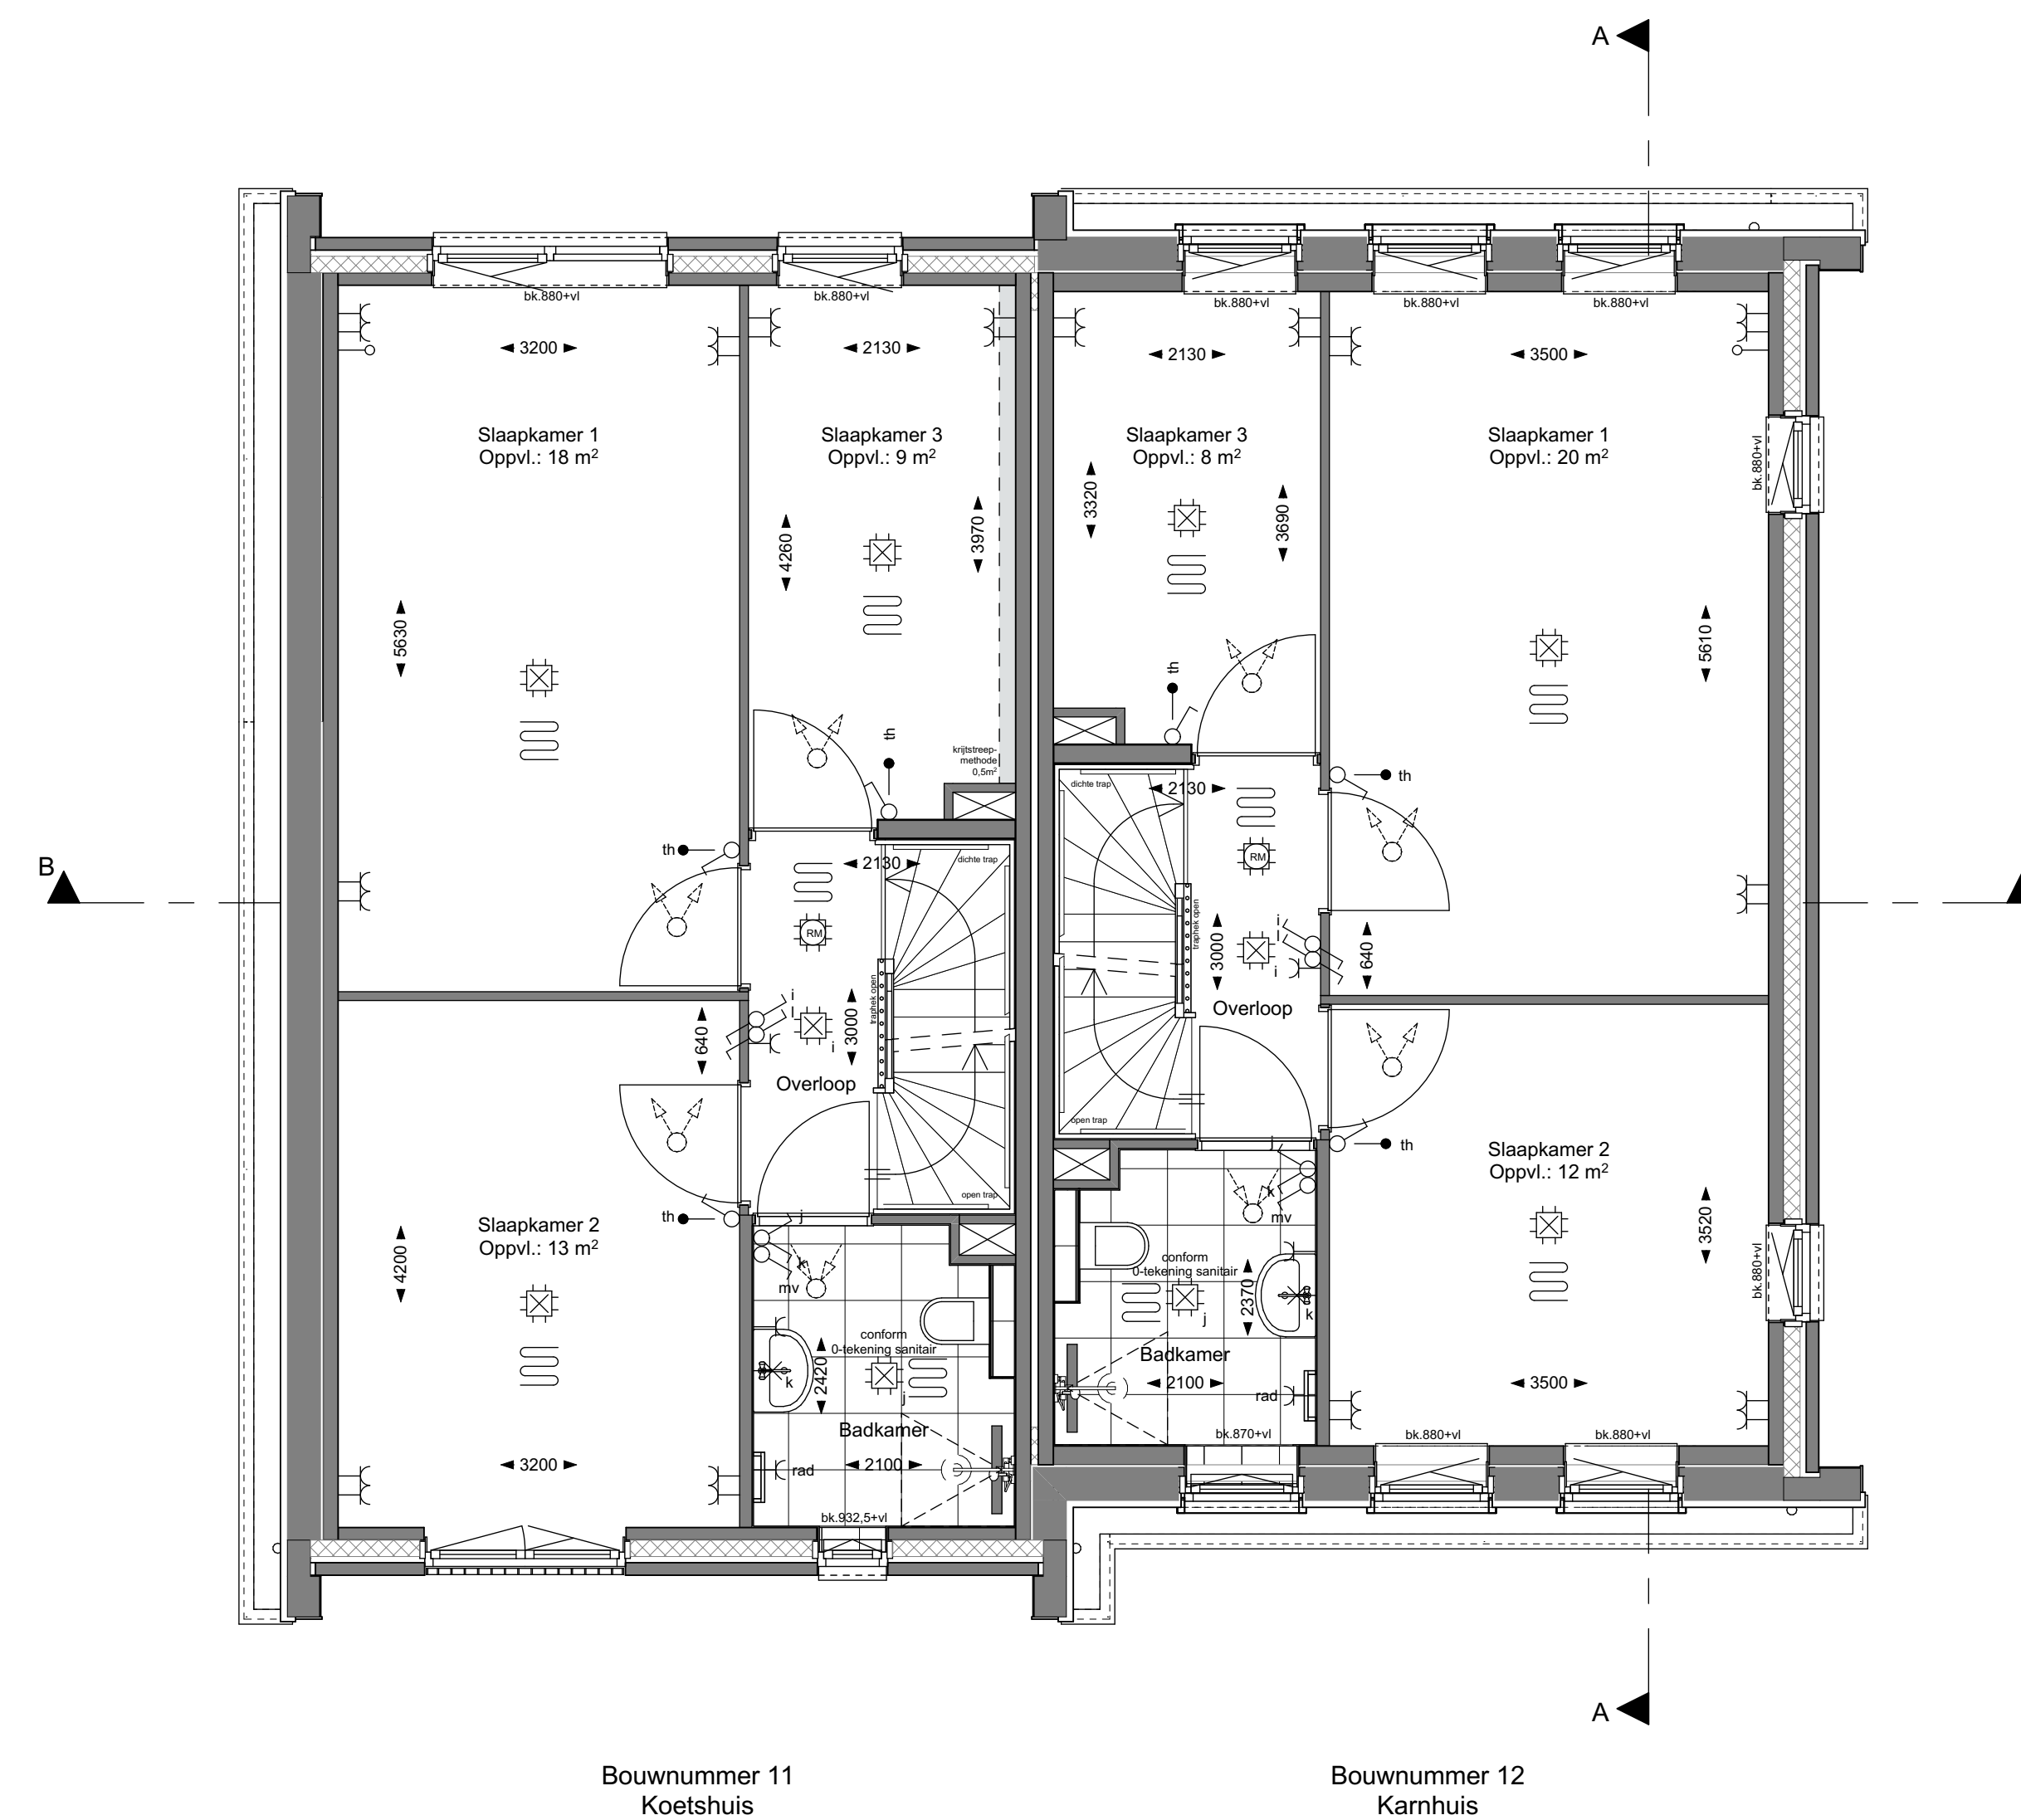 A
bk.880+vl
bk.880+vl
bk.880+vl
bk.880+vl
bk.880+vl
3200
2130
2130
3500
Slaapkamer 1
Oppvl.: 18 m²
Slaapkamer 3
Oppvl.: 9 m²
Slaapkamer 3
Oppvl.: 8 m²
Slaapkamer 1
Oppvl.: 20 m²
bk.880+vl
3320
3690
4260
3970
5630
5610
th
th
krijtstreep-
methode
0,5m²
th
dichte trap
2130
RM
th
2130
dichte trap
B
RM
traphek open
i
i
3000
640
Overloop
traphek open
i
i
3000
640
Overloop
open trap
th
j
k
mv
Slaapkamer 2
Oppvl.: 12 m²
3520
bk.880+vl
Slaapkamer 2
Oppvl.: 13 m²
4200
th
open trap
j
k
mv
conform
0-tekening sanitair
2370
k
j
Badkamer
2100
rad
3500
conform
0-tekening sanitair
2420
k
j
Badkamer
2100
rad
3200
bk.870+vl
bk.880+vl
bk.880+vl
bk.932,5+vl
A
Bouwnummer 11
Koetshuis
Bouwnummer 12
Karnhuis